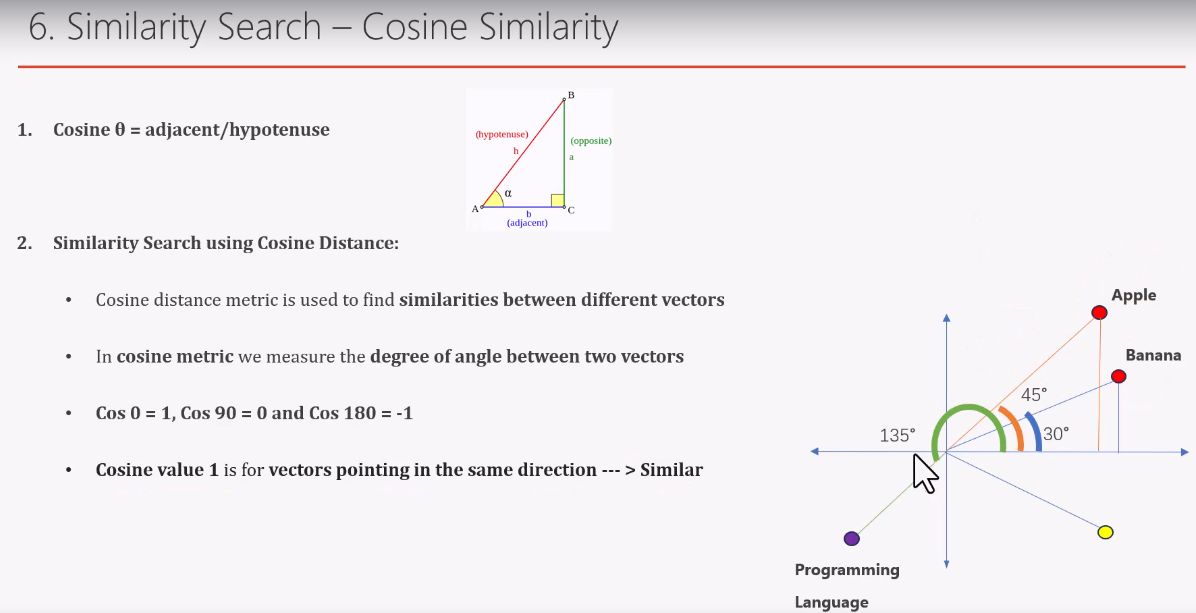 6. Similarity Search – Cosine Similarity
1. Cosine θ = adjacent/hypotenuse
B
(hypotenuse)
h
(opposite)
a
α
A
b
C
(adjacent)
2. Similarity Search using Cosine Distance:
• Cosine distance metric is used to find similarities between different vectors
• In cosine metric we measure the degree of angle between two vectors
• Cos 0 = 1, Cos 90 = 0 and Cos 180 = -1
• Cosine value 1 is for vectors pointing in the same direction --- > Similar
Apple
Banana
45°
135°
30°
Programming
Language